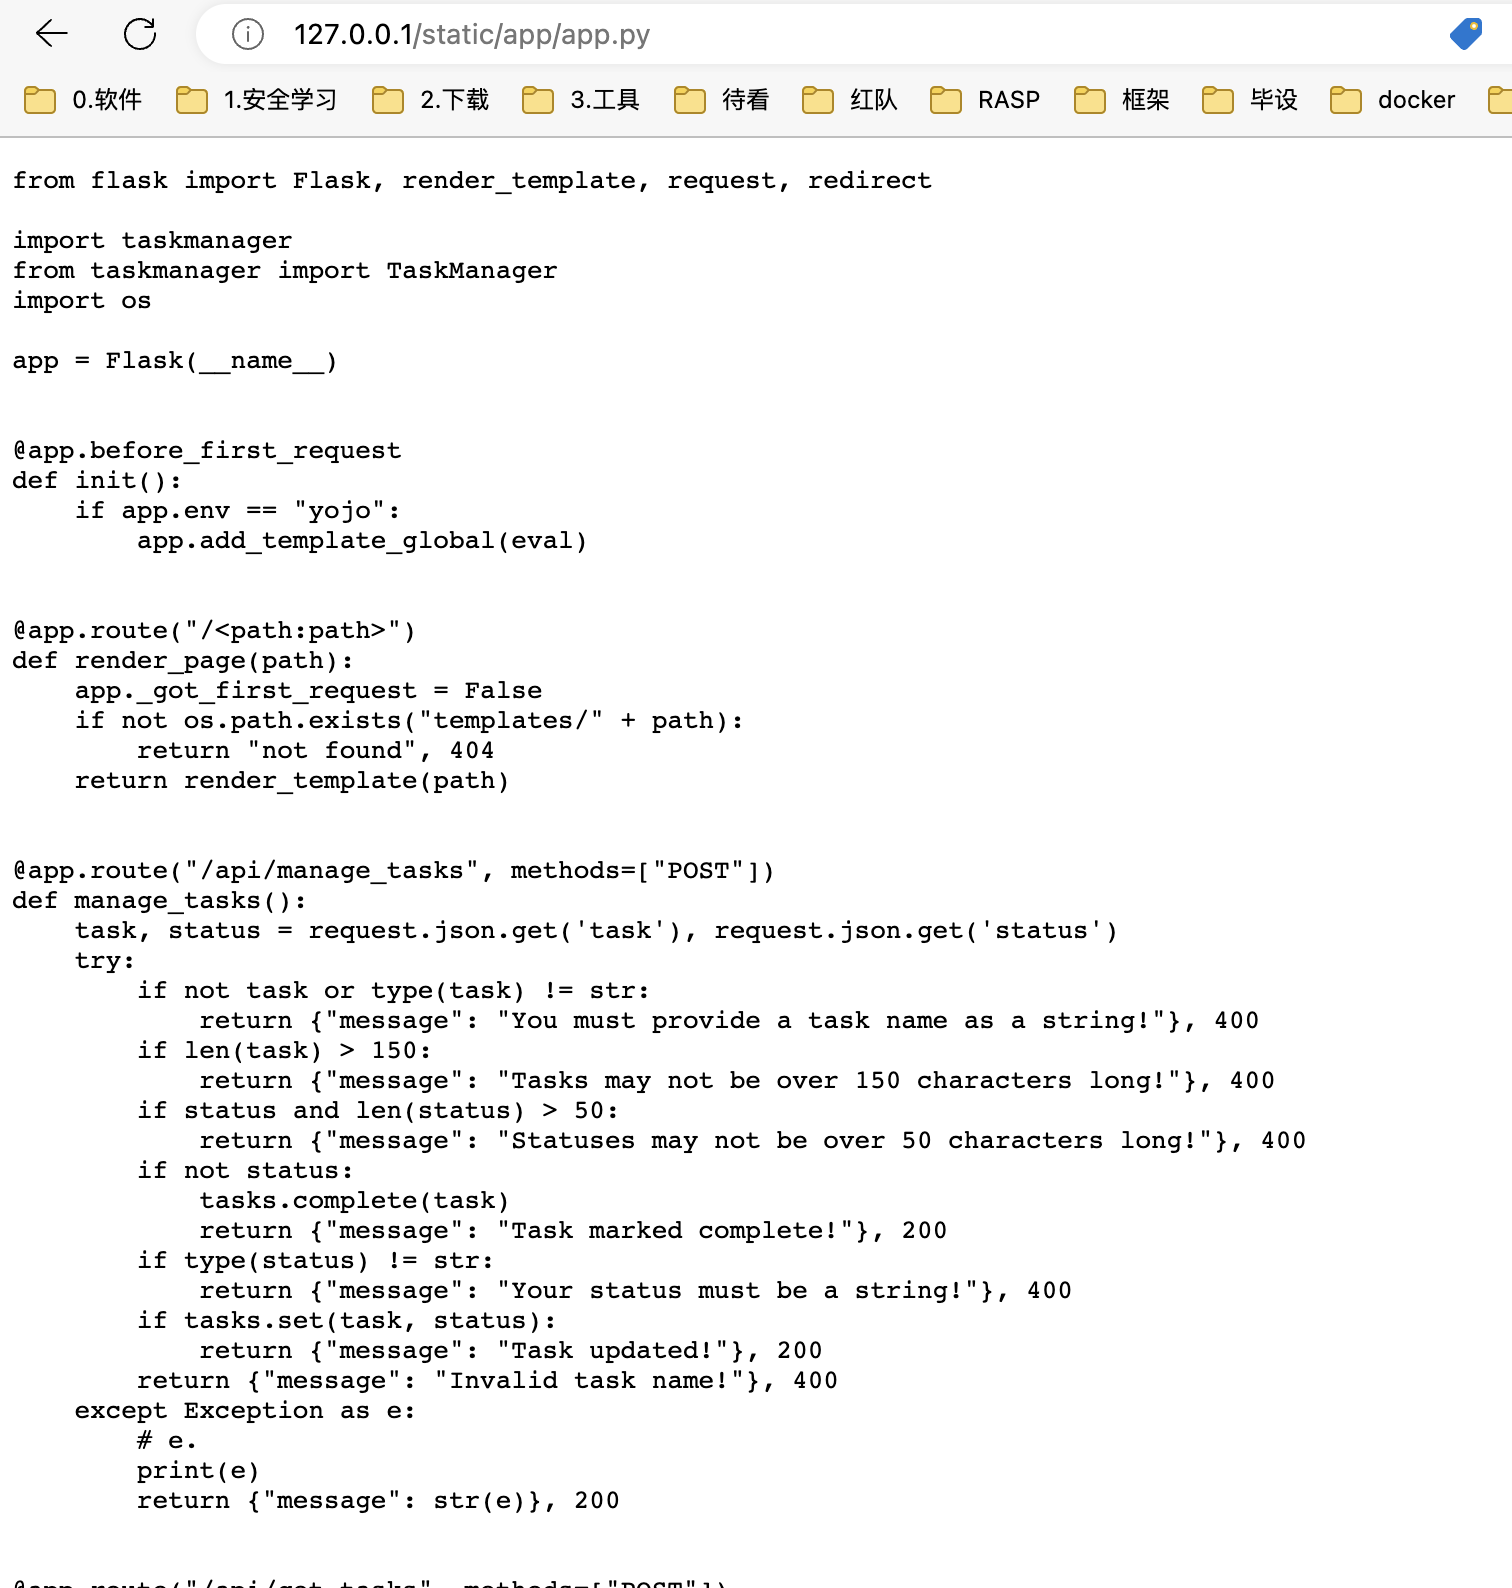 127.0.0.1/static/app/app.py
0.软件 1.安全学习 2.下载 3.工具 待看 红队 RASP 框架 毕设 docker
from flask import Flask, render_template, request, redirect

import taskmanager
from taskmanager import TaskManager
import os

app = Flask(__name__)


@app.before_first_request
def init():
    if app.env == "yojo":
        app.add_template_global(eval)


@app.route("/<path:path>")
def render_page(path):
    app._got_first_request = False
    if not os.path.exists("templates/" + path):
        return "not found", 404
    return render_template(path)


@app.route("/api/manage_tasks", methods=["POST"])
def manage_tasks():
    task, status = request.json.get('task'), request.json.get('status')
    try:
        if not task or type(task) != str:
            return {"message": "You must provide a task name as a string!"}, 400
        if len(task) > 150:
            return {"message": "Tasks may not be over 150 characters long!"}, 400
        if status and len(status) > 50:
            return {"message": "Statuses may not be over 50 characters long!"}, 400
        if not status:
            tasks.complete(task)
            return {"message": "Task marked complete!"}, 200
        if type(status) != str:
            return {"message": "Your status must be a string!"}, 400
        if tasks.set(task, status):
            return {"message": "Task updated!"}, 200
        return {"message": "Invalid task name!"}, 400
    except Exception as e:
        # e.
        print(e)
        return {"message": str(e)}, 200


@app.route("/api/get_tasks", methods=["POST"])